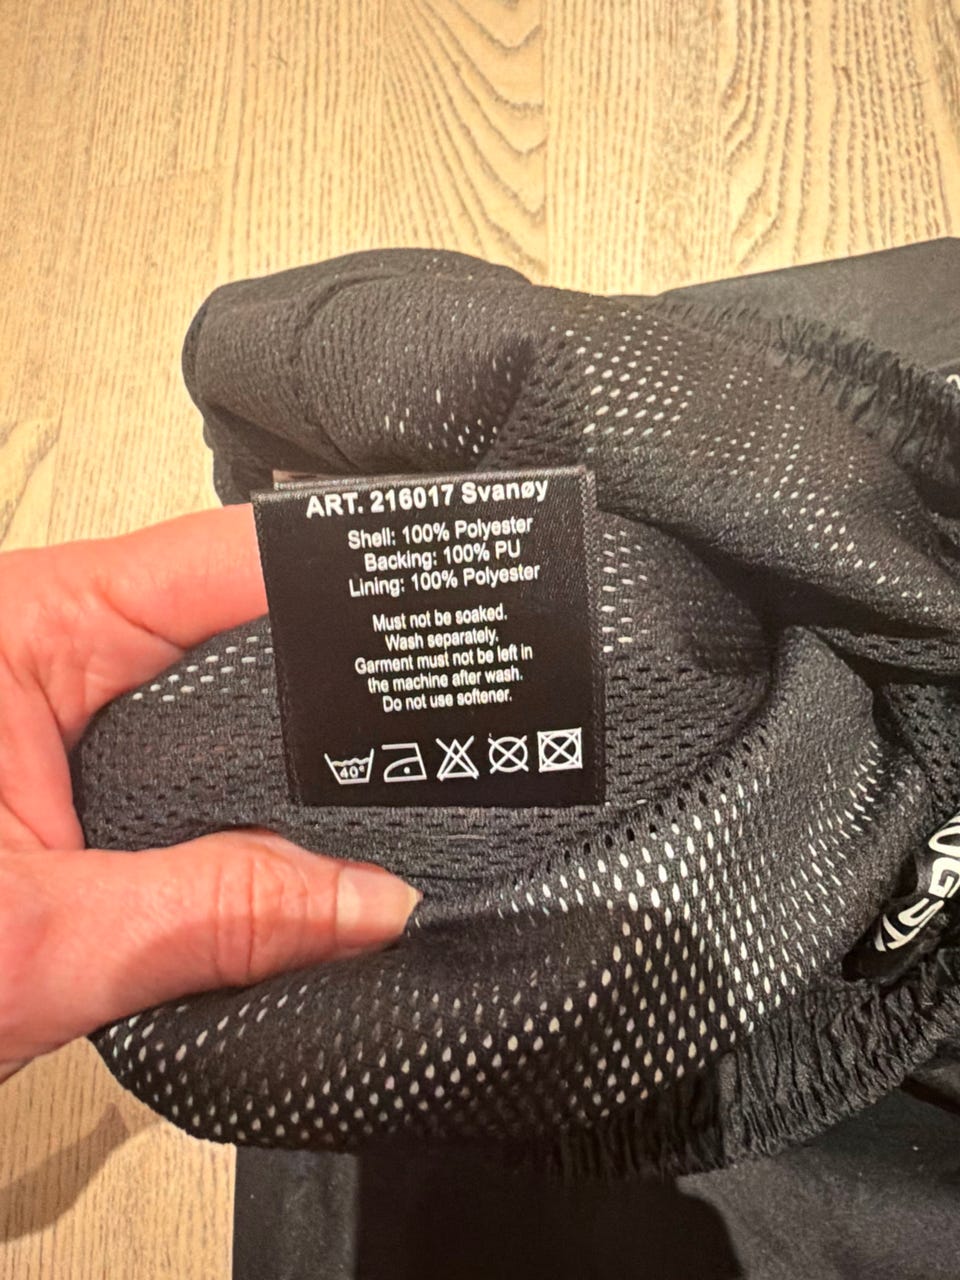 ART. 216017 Svanøy
Shell: 100% Polyester
Backing: 100% PU
Lining: 100% Polyester
Must not be soaked.
Wash separately.
Garment must not be left in
the machine after wash.
Do not use softener.
40°